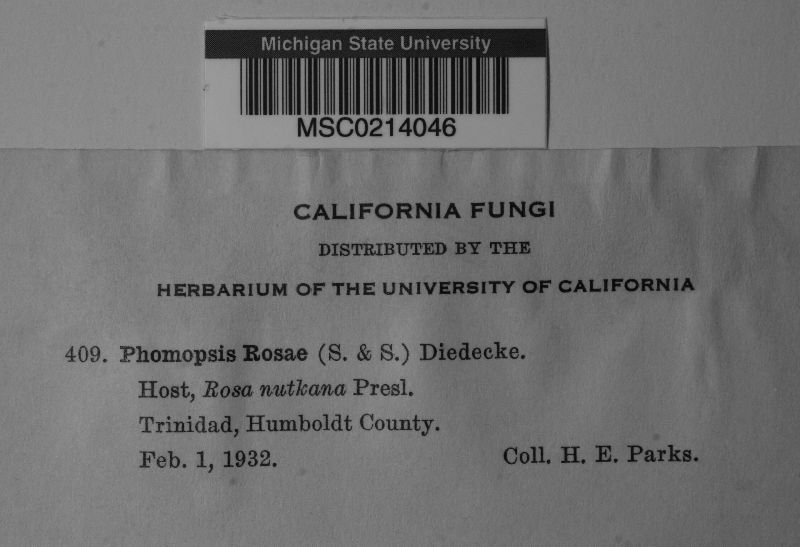 Michigan State University
MSC0214046
CALIFORNIA FUNGI
DISTRIBUTED BY THE
HERBARIUM OF THE UNIVERSITY OF CALIFORNIA
409. Phomopsis Rosae (S. & S.) Diedecke.
Host, Rosa nutkana Presl.
Trinidad, Humboldt County.
Feb. 1, 1932. Coll. H. E. Parks.